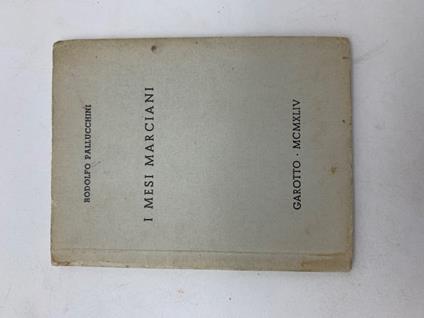 RODOLFO PALLUCCHINI
I MESI MARCIANI
GAROTTO · MCMXLIV